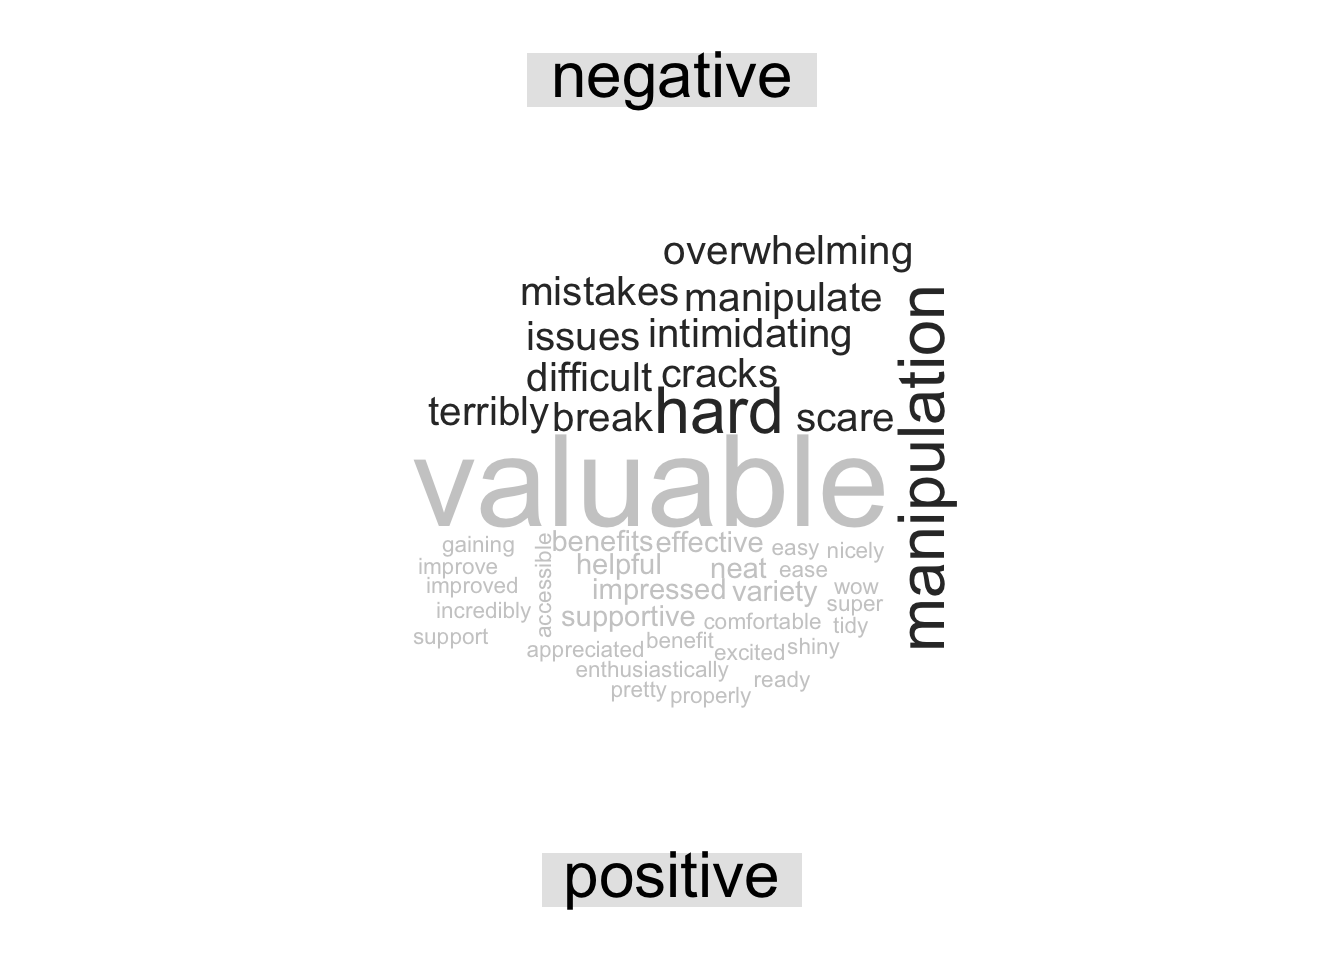 negative
overwhelming
mistakes manipulate
issues intimidating
difficult cracks
terribly break hard scare
manipulation
valuable
gaining accessible benefits effective easy nicely
improve helpful neat ease
improved impressed variety wow
incredibly supportive comfortable super
support tidy
appreciated benefit excited shiny
enthusiastically
pretty properly ready
positive